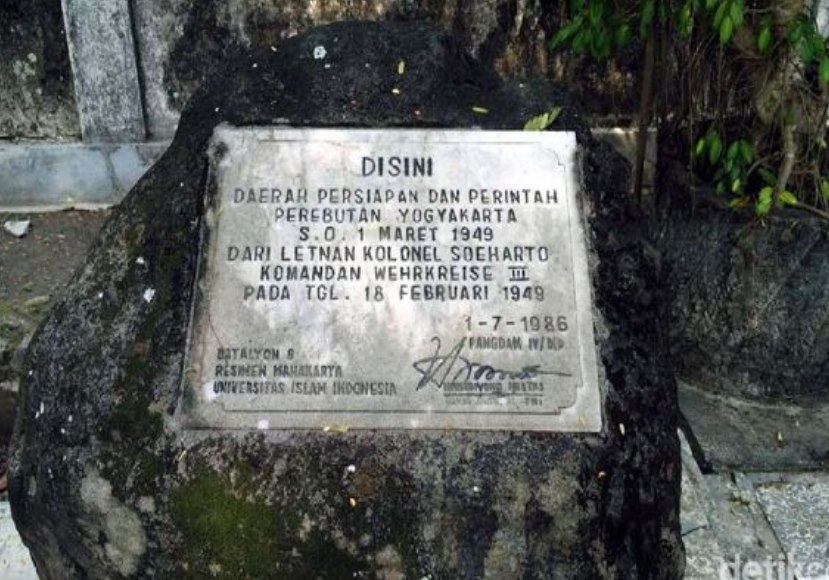 DISINI
DAERAH PERSIAPAN DAN PERINTAH
PEREBUTAN YOGYAKARTA
S.O. 1 MARET 1949
DARI LETNAN KOLONEL SOEHARTO
KOMANDAN WEHRKREISE III
PADA TGL. 18 FEBRUARI 1949
1-7-1986
PANGDAM IV/DIP
BATALYON 8
RESIMEN MAHAKARTA
UNIVERSITAS ISLAM INDONESIA
TNI
detik